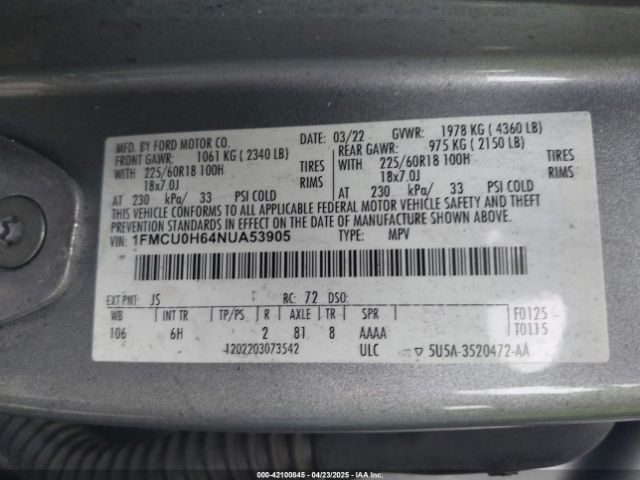 MFD. BY FORD MOTOR CO. DATE: 03/22 GVWR: 1978 KG ( 4360 LB)
FRONT GAWR: 1061 KG ( 2340 LB) REAR GAWR: 975 KG ( 2150 LB)
WITH 225/60R18 100H TIRES WITH 225/60R18 100H TIRES
18x7.0J RIMS 18x7.0J RIMS
AT 230 kPa/ 33 PSI COLD AT 230 kPa/ 33 PSI COLD
THIS VEHICLE CONFORMS TO ALL APPLICABLE FEDERAL MOTOR VEHICLE SAFETY AND THEFT
PREVENTION STANDARDS IN EFFECT ON THE DATE OF MANUFACTURE SHOWN ABOVE.
VIN: 1FMCU0H64NUA53905 TYPE: MPV
EXT PNT: JS RC: 72 DSO:
WB INT TR TP/PS R AXLE TR SPR F0125
106 6H 2 81 8 AAAA T0115
1202203073542 ULC ▽ 5U5A-3520472-AA
000-42100845 - 04/23/2025 - IAAI.COM